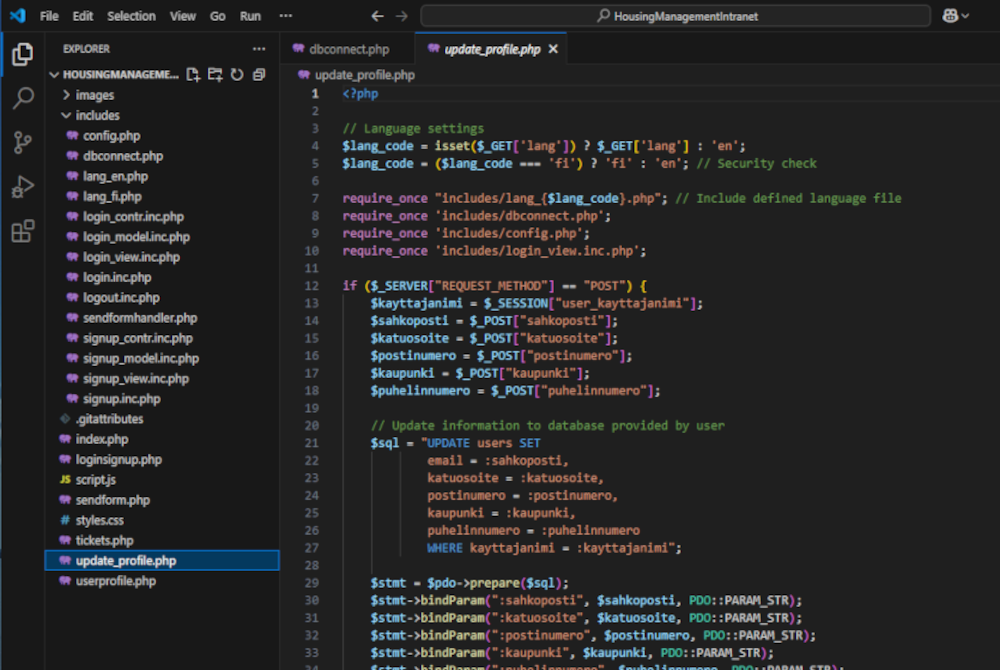 File Edit Selection View Go Run ···
HousingManagementIntranet
EXPLORER ···
HOUSINGMANAGEME...
images
includes
config.php
dbconnect.php
lang_en.php
lang_fi.php
login_contr.inc.php
login_model.inc.php
login_view.inc.php
login.inc.php
logout.inc.php
sendformhandler.php
signup_contr.inc.php
signup_model.inc.php
signup_view.inc.php
signup.inc.php
.gitattributes
index.php
loginsignup.php
JS script.js
sendform.php
# styles.css
tickets.php
update_profile.php
userprofile.php
dbconnect.php update_profile.php
update_profile.php
1 <?php
2
3 // Language settings
4 $lang_code = isset($_GET['lang']) ? $_GET['lang'] : 'en';
5 $lang_code = ($lang_code === 'fi') ? 'fi' : 'en'; // Security check
6
7 require_once "includes/lang_{$lang_code}.php"; // Include defined language file
8 require_once 'includes/dbconnect.php';
9 require_once 'includes/config.php';
10 require_once 'includes/login_view.inc.php';
11
12 if ($_SERVER["REQUEST_METHOD"] == "POST") {
13 $kayttajanimi = $_SESSION["user_kayttajanimi"];
14 $sahkoposti = $_POST["sahkoposti"];
15 $katuosoite = $_POST["katuosoite"];
16 $postinumero = $_POST["postinumero"];
17 $kaupunki = $_POST["kaupunki"];
18 $puhelinnumero = $_POST["puhelinnumero"];
19
20 // Update information to database provided by user
21 $sql = "UPDATE users SET
22 email = :sahkoposti,
23 katuosoite = :katuosoite,
24 postinumero = :postinumero,
25 kaupunki = :kaupunki,
26 puhelinnumero = :puhelinnumero
27 WHERE kayttajanimi = :kayttajanimi";
28
29 $stmt = $pdo->prepare($sql);
30 $stmt->bindParam(":sahkoposti", $sahkoposti, PDO::PARAM_STR);
31 $stmt->bindParam(":katuosoite", $katuosoite, PDO::PARAM_STR);
32 $stmt->bindParam(":postinumero", $postinumero, PDO::PARAM_STR);
33 $stmt->bindParam(":kaupunki", $kaupunki, PDO::PARAM_STR);
34 $stmt->bindParam(":puhelinnumero", $puhelinnumero, PDO::PARAM_STR);